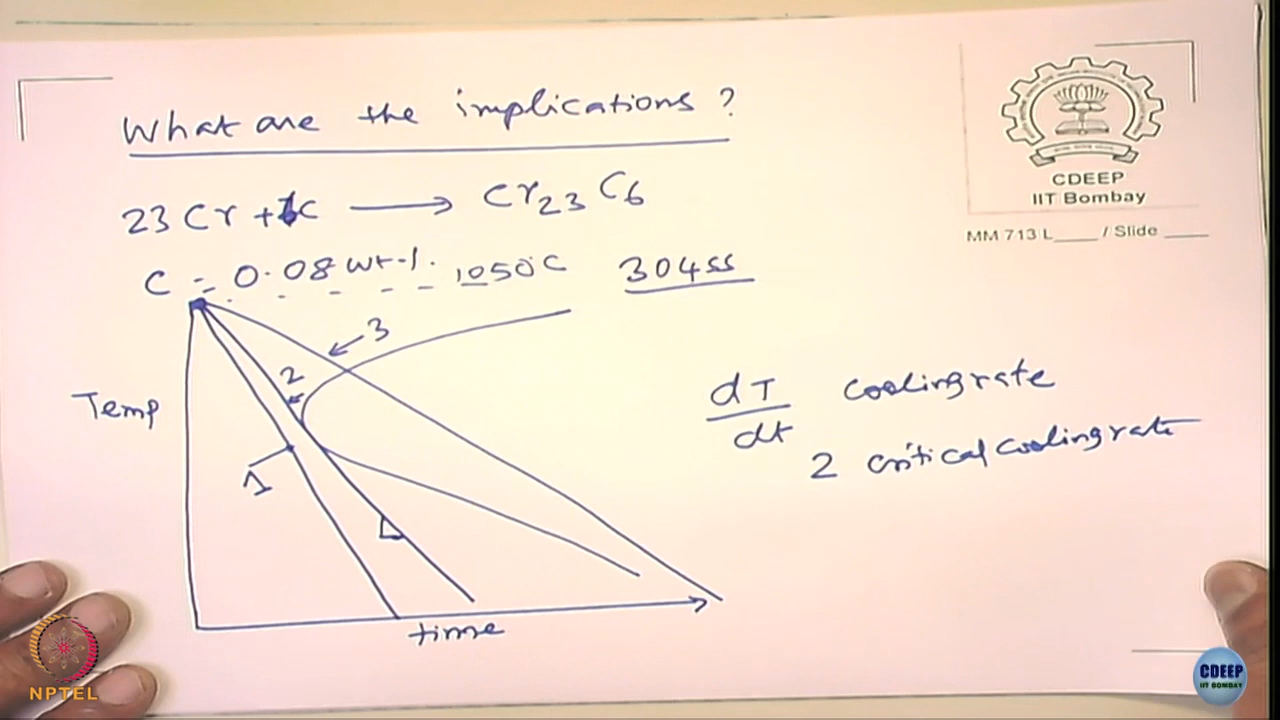 What are the implications ?
23 Cr + 6C ⟶ Cr23 C6
C = 0.08 wt-%. 1050°C 304SS
3
2
Temp
1
time
dT/dt cooling rate
2 critical cooling rate
CDEEP
IIT Bombay
MM 713 L____ / Slide ____
NPTEL
CDEEP
IIT BOMBAY